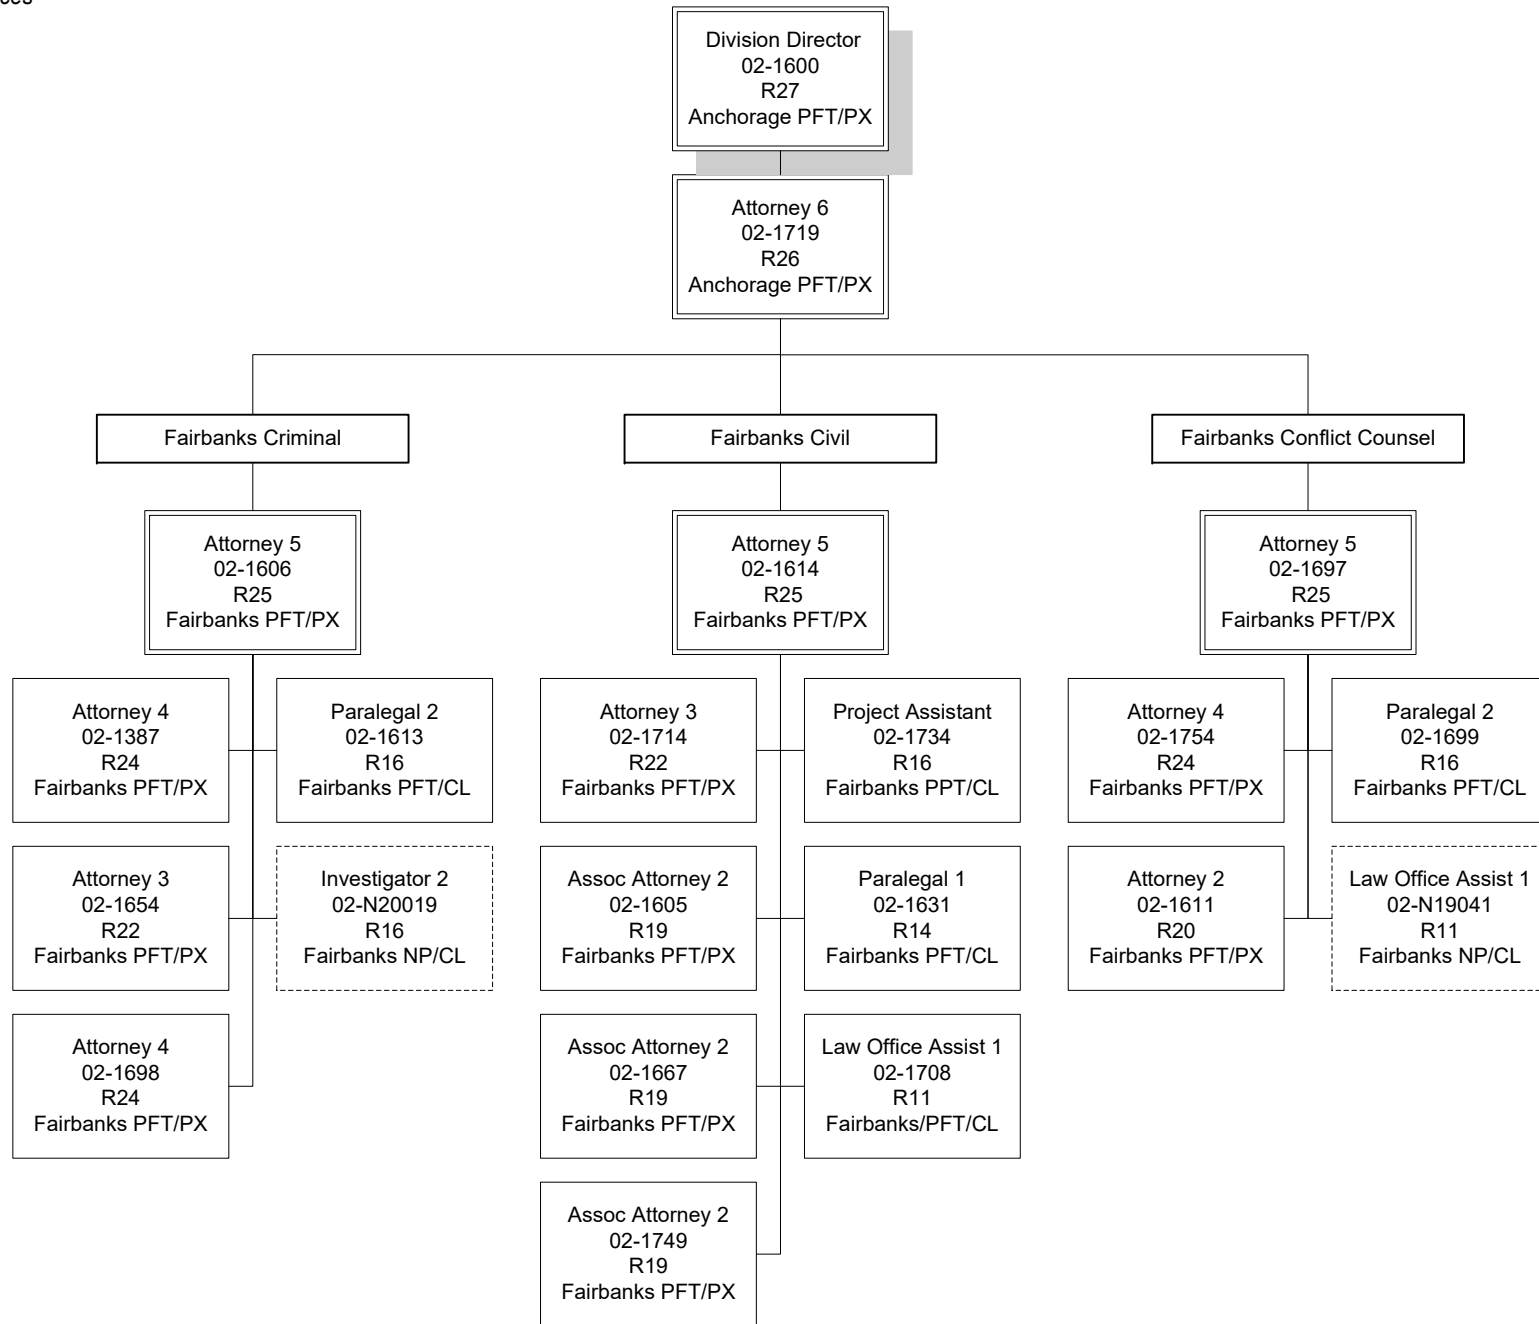 Division Director
02-1600
R27
Anchorage PFT/PX
Attorney 6
02-1719
R26
Anchorage PFT/PX
Fairbanks Criminal
Fairbanks Civil
Fairbanks Conflict Counsel
Attorney 5
02-1606
R25
Fairbanks PFT/PX
Attorney 5
02-1614
R25
Fairbanks PFT/PX
Attorney 5
02-1697
R25
Fairbanks PFT/PX
Attorney 4
02-1387
R24
Fairbanks PFT/PX
Paralegal 2
02-1613
R16
Fairbanks PFT/CL
Attorney 3
02-1714
R22
Fairbanks PFT/PX
Project Assistant
02-1734
R16
Fairbanks PPT/CL
Attorney 4
02-1754
R24
Fairbanks PFT/PX
Paralegal 2
02-1699
R16
Fairbanks PFT/CL
Attorney 3
02-1654
R22
Fairbanks PFT/PX
Investigator 2
02-N20019
R16
Fairbanks NP/CL
Assoc Attorney 2
02-1605
R19
Fairbanks PFT/PX
Paralegal 1
02-1631
R14
Fairbanks PFT/CL
Attorney 2
02-1611
R20
Fairbanks PFT/PX
Law Office Assist 1
02-N19041
R11
Fairbanks NP/CL
Attorney 4
02-1698
R24
Fairbanks PFT/PX
Assoc Attorney 2
02-1667
R19
Fairbanks PFT/PX
Law Office Assist 1
02-1708
R11
Fairbanks/PFT/CL
Assoc Attorney 2
02-1749
R19
Fairbanks PFT/PX